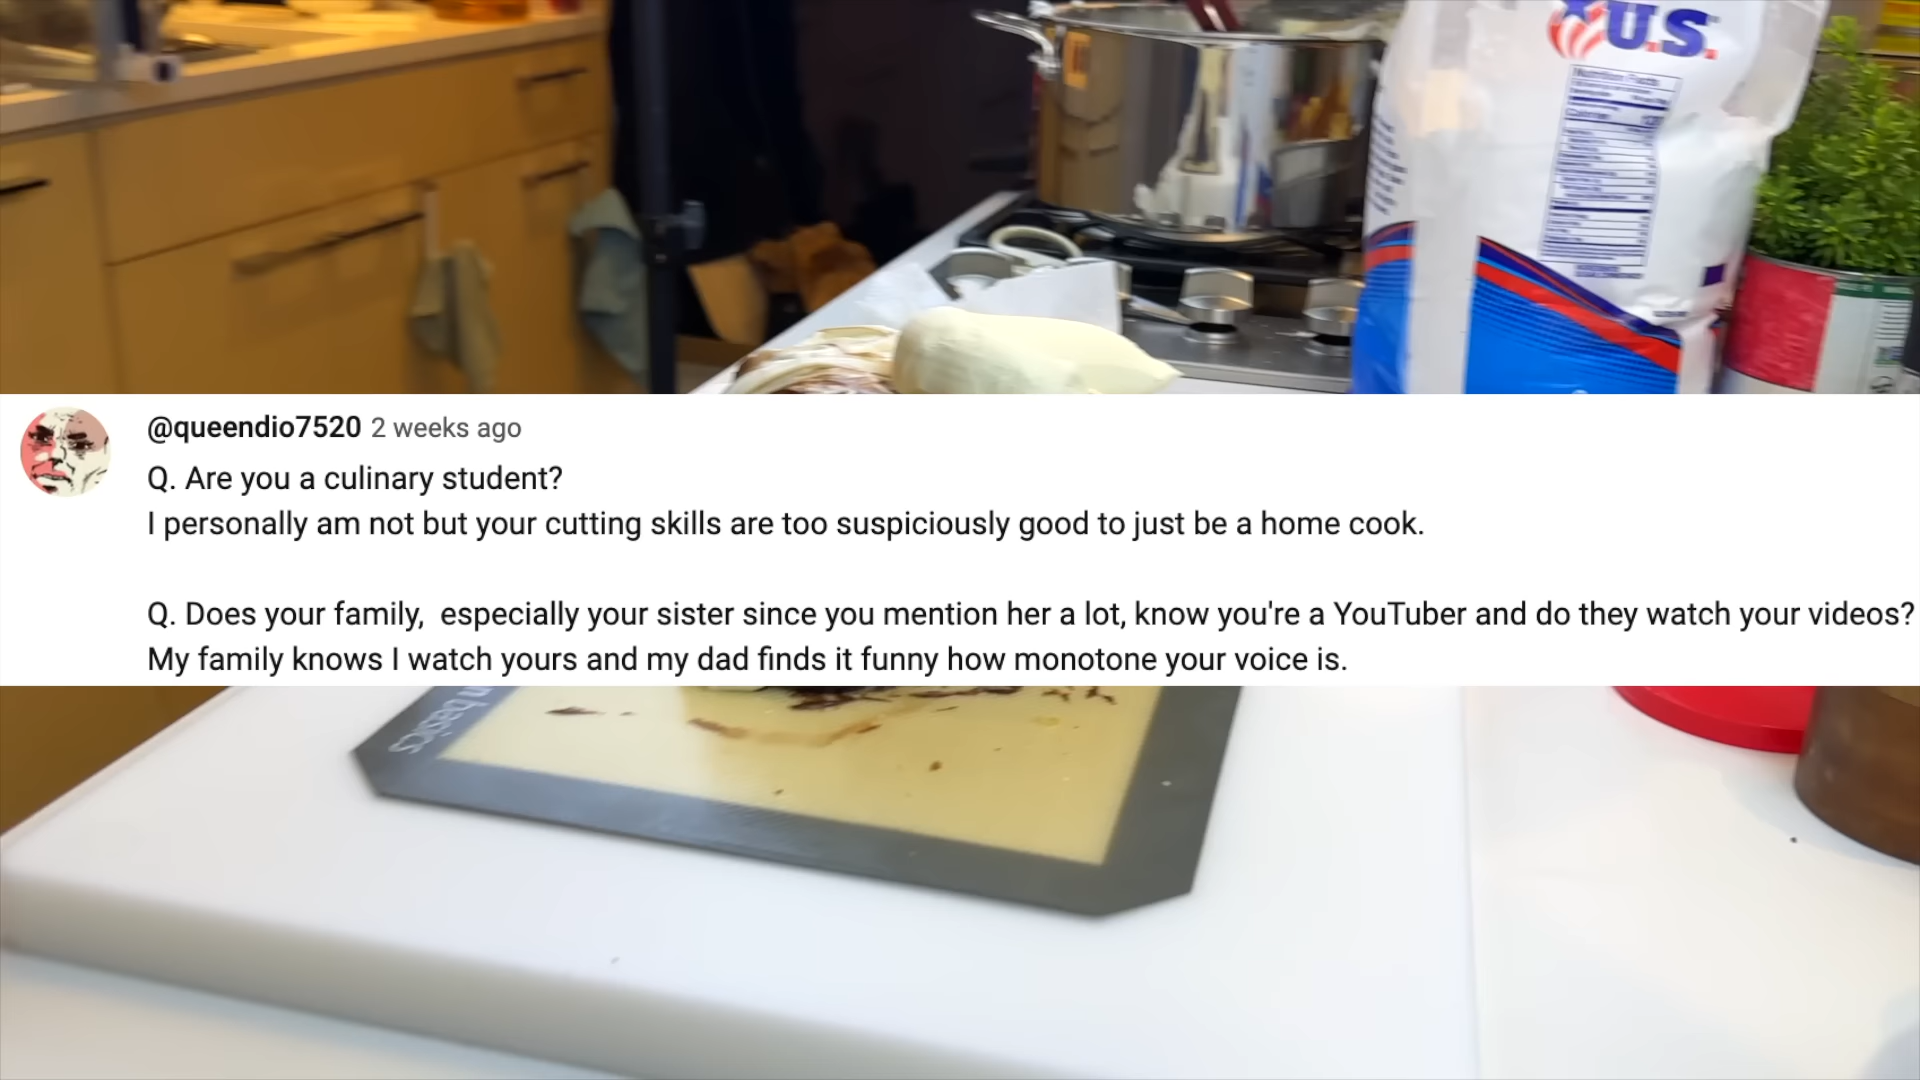 U.S.
Nutrition Facts
@queendio7520 2 weeks ago
Q. Are you a culinary student?
I personally am not but your cutting skills are too suspiciously good to just be a home cook.
Q. Does your family,  especially your sister since you mention her a lot, know you're a YouTuber and do they watch your videos?
My family knows I watch yours and my dad finds it funny how monotone your voice is.
basics